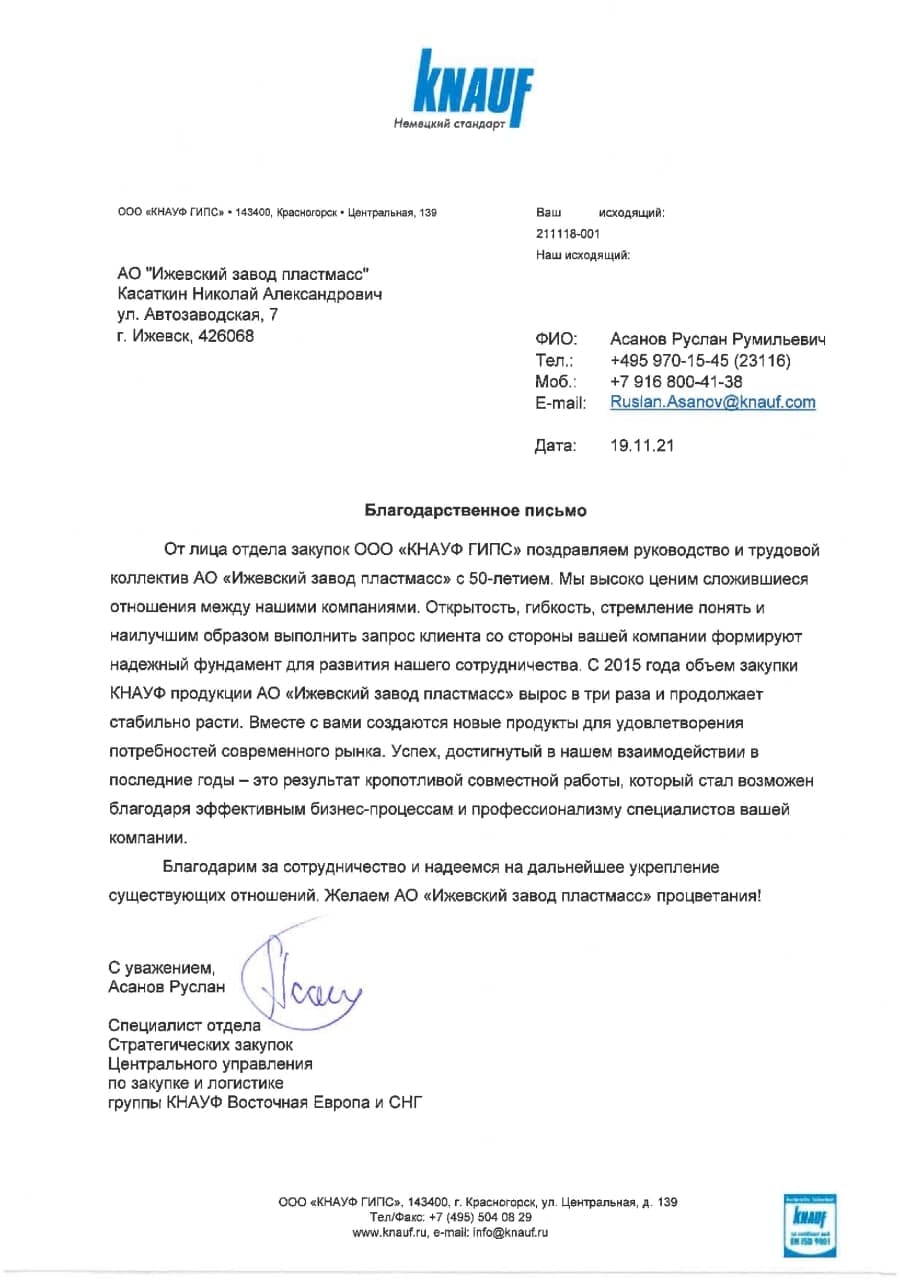 KNAUF
Немецкий стандарт
ООО «КНАУФ ГИПС» • 143400, Красногорск • Центральная, 139
Ваш исходящий:
211118-001
Наш исходящий:
АО "Ижевский завод пластмасс"
Касаткин Николай Александрович
ул. Автозаводская, 7
г. Ижевск, 426068
ФИО: Асанов Руслан Румильевич
Тел.: +495 970-15-45 (23116)
Моб.: +7 916 800-41-38
E-mail: Ruslan.Asanov@knauf.com
Дата: 19.11.21
Благодарственное письмо
От лица отдела закупок ООО «КНАУФ ГИПС» поздравляем руководство и трудовой
коллектив АО «Ижевский завод пластмасс» с 50-летием. Мы высоко ценим сложившиеся
отношения между нашими компаниями. Открытость, гибкость, стремление понять и
наилучшим образом выполнить запрос клиента со стороны вашей компании формируют
надежный фундамент для развития нашего сотрудничества. С 2015 года объем закупки
КНАУФ продукции АО «Ижевский завод пластмасс» вырос в три раза и продолжает
стабильно расти. Вместе с вами создаются новые продукты для удовлетворения
потребностей современного рынка. Успех, достигнутый в нашем взаимодействии в
последние годы – это результат кропотливой совместной работы, который стал возможен
благодаря эффективным бизнес-процессам и профессионализму специалистов вашей
компании.
Благодарим за сотрудничество и надеемся на дальнейшее укрепление
существующих отношений. Желаем АО «Ижевский завод пластмасс» процветания!
С уважением,
Асанов Руслан
Специалист отдела
Стратегических закупок
Центрального управления
по закупке и логистике
группы КНАУФ Восточная Европа и СНГ
ООО «КНАУФ ГИПС», 143400, г. Красногорск, ул. Центральная, д. 139
Тел/Факс: +7 (495) 504 08 29
www.knauf.ru, e-mail: info@knauf.ru
KNAUF
EN ISO 9001